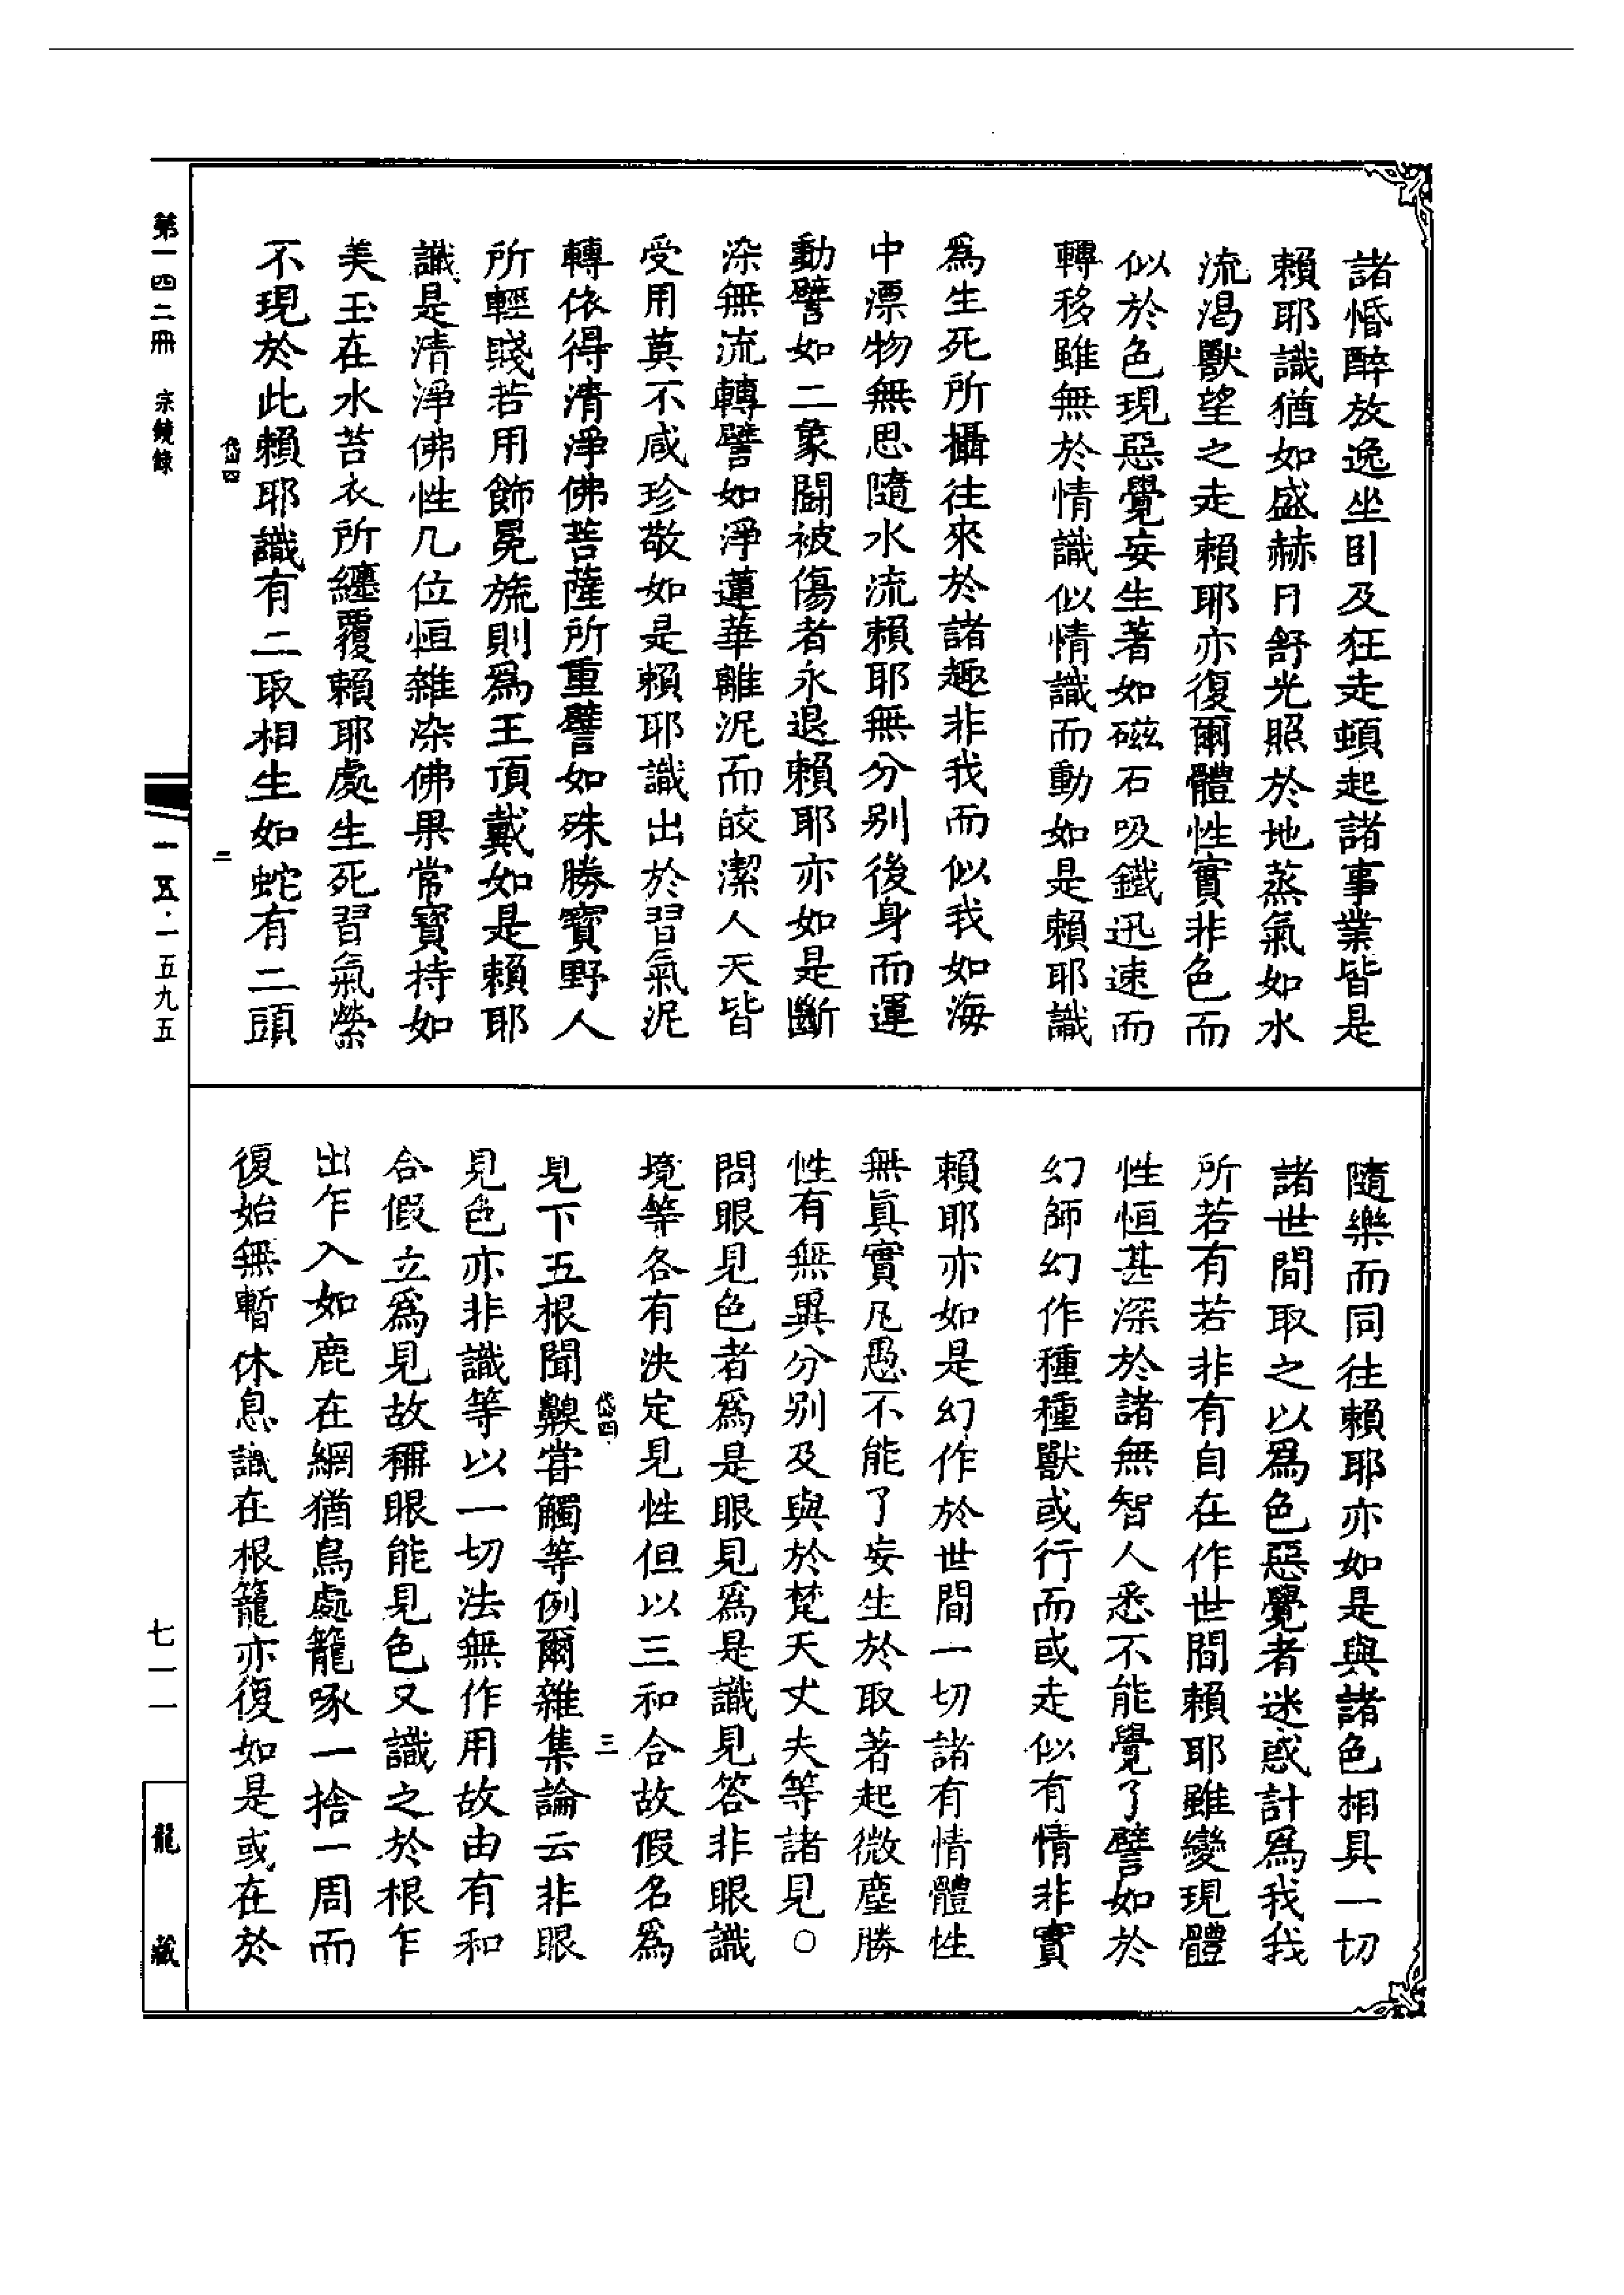 諸惛醉放逸坐臥及狂走頓起諸事業皆是
賴耶識猶如盛赫日舒光照於地蒸氣如水
流渴獸望之走賴耶亦復爾體性實非色而
似於色現惡覺妄生著如磁石吸鐵迅速而
轉移雖無於情識似情識而動如是賴耶識
為生死所攝往來於諸趣非我而似我如海
中漂物無思隨水流賴耶無分別後身而運
動譬如二象鬬被傷者永退賴耶亦如是斷
染無流轉譬如淨蓮華離泥而皎潔人天皆
受用莫不咸珍敬如是賴耶識出於習氣泥
轉依得清淨佛菩薩所重譬如殊勝寶野人
所輕賤若用飾冕旒則為王頂戴如是賴耶
識是清淨佛性凡位恒雜染佛果常寶持如
美玉在水苔衣所纏覆賴耶處生死習氣縈
不現於此賴耶識有二取相生如蛇有二頭
岱四
二
隨樂而同往賴耶亦如是與諸色相具一切
諸世間取之以為色惡覺者迷惑計為我我
所若有若非有自在作世間賴耶雖變現體
性恒甚深於諸無智人悉不能覺了譬如於
幻師幻作種種獸或行而或走似有情非實
賴耶亦如是幻作於世間一切諸有情體性
無真實凡愚不能了妄生於取著起微塵勝
性有無異分別及與於梵天丈夫等諸見○
問眼見色者為是眼見為是識見答非眼識
境等各有決定見性但以三和合故假名為
岱四
三
見下五根聞齅甞觸等例爾雜集論云非眼
見色亦非識等以一切法無作用故由有和
合假立為見故稱眼能見色又識之於根乍
出乍入如鹿在網猶鳥處籠啄一捨一周而
復始無暫休息識在根籠亦復如是或在於
第一四二冊 宗鏡錄
一五·一五九五
七一一
龍藏